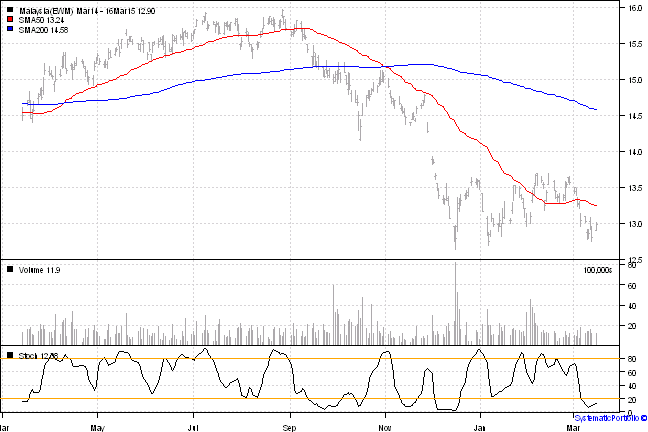 Malaysia(EWM) Mar14 - 16Mar15 12.90
SMA50 13.24
SMA200 14.58
16.0
15.5
15.0
14.5
14.0
13.5
13.0
12.5
Volume 11.9
100,000s
80
60
40
20
Stoch 12.38
80
60
40
20
0
Mar
May
Jul
Sep
Nov
Jan
Mar
SystematicPortfolio ©